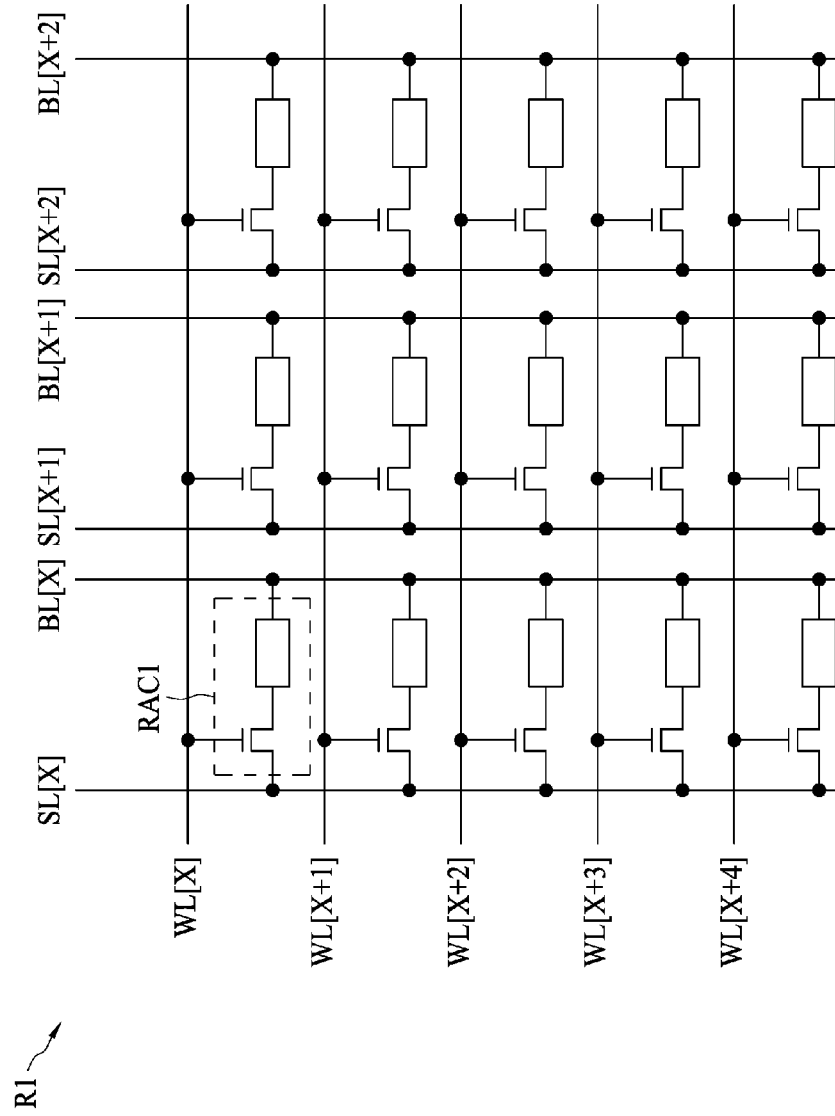 R1
SL[X]
BL[X]
SL[X+1]
BL[X+1]
SL[X+2]
BL[X+2]
RAC1
WL[X]
WL[X+1]
WL[X+2]
WL[X+3]
WL[X+4]